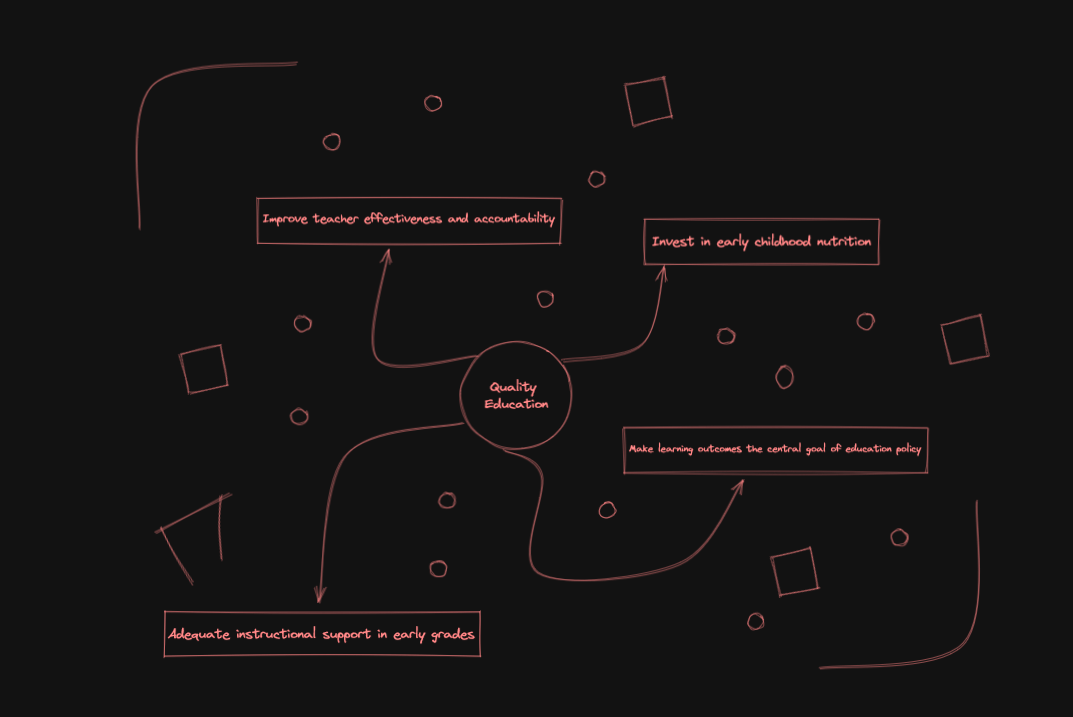 Improve teacher effectiveness and accountability
Invest in early childhood nutrition
Quality
Education
Make learning outcomes the central goal of education policy
Adequate instructional support in early grades